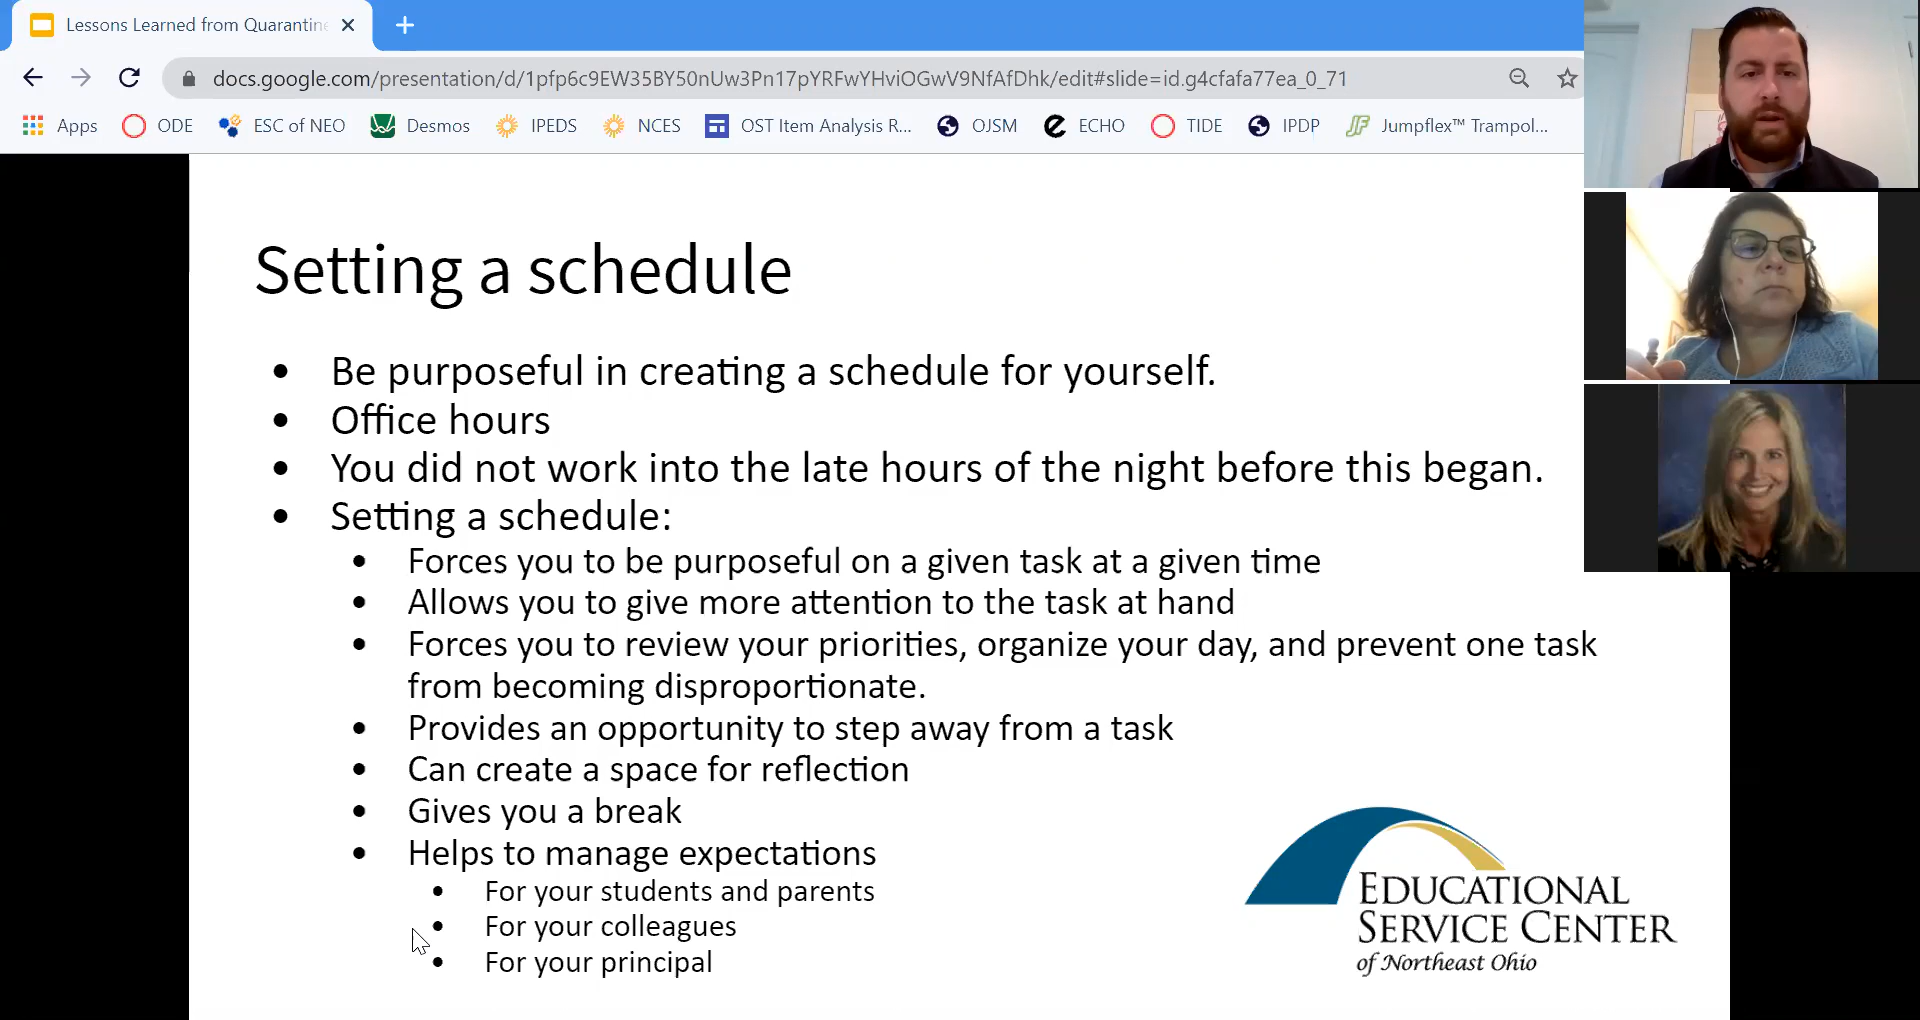 Lessons Learned from Quarantine
docs.google.com/presentation/d/1pfp6c9EW35BY50nUw3Pn17pYRFwYHviOGwV9NfAfDhk/edit#slide=id.g4cfafa77ea_0_71
Apps ODE ESC of NEO Desmos IPEDS NCES OST Item Analysis R... OJSM ECHO TIDE IPDP Jumpflex™ Trampol...
Setting a schedule
• Be purposeful in creating a schedule for yourself.
• Office hours
• You did not work into the late hours of the night before this began.
• Setting a schedule:
• Forces you to be purposeful on a given task at a given time
• Allows you to give more attention to the task at hand
• Forces you to review your priorities, organize your day, and prevent one task
from becoming disproportionate.
• Provides an opportunity to step away from a task
• Can create a space for reflection
• Gives you a break
• Helps to manage expectations
• For your students and parents
• For your colleagues
• For your principal
EDUCATIONAL
SERVICE CENTER
of Northeast Ohio